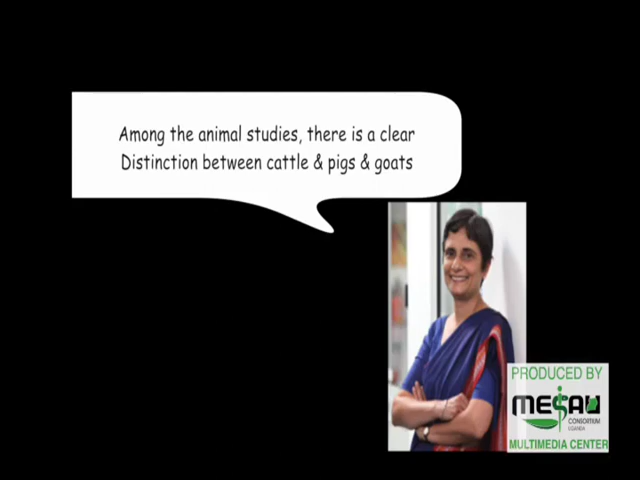 Among the animal studies, there is a clear
Distinction between cattle & pigs & goats
PRODUCED BY
MESAU
CONSORTIUM
UGANDA
MULTIMEDIA CENTER